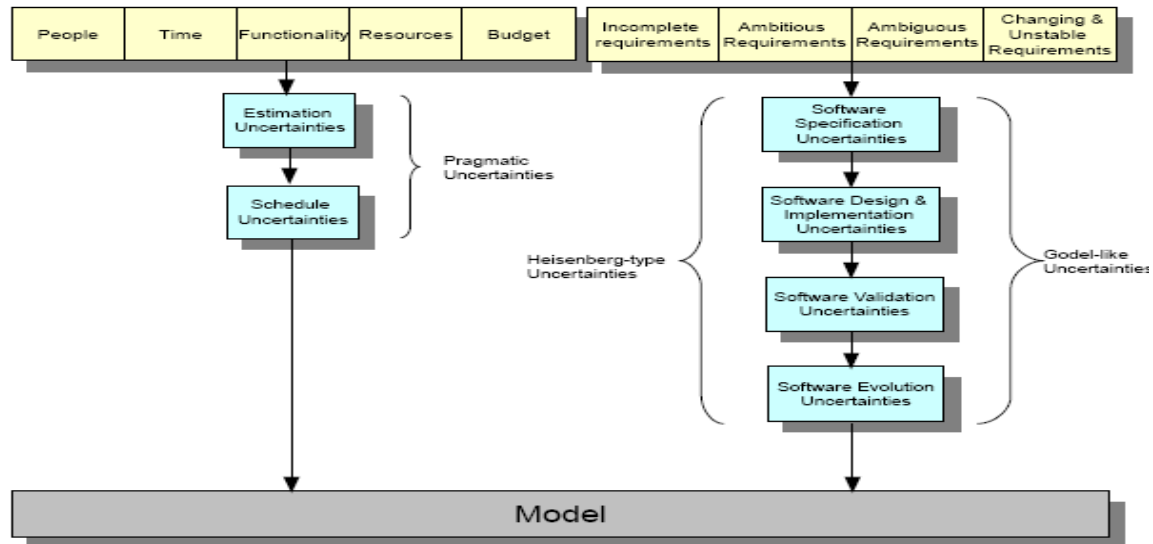 People
Time
Functionality
Resources
Budget
Incomplete
requirements
Ambitious
Requirements
Ambiguous
Requirements
Changing &
Unstable
Requirements
Estimation
Uncertainties
Schedule
Uncertainties
Pragmatic
Uncertainties
Software
Specification
Uncertainties
Software Design &
Implementation
Uncertainties
Software Validation
Uncertainties
Software Evolution
Uncertainties
Heisenberg-type
Uncertainties
Godel-like
Uncertainties
Model